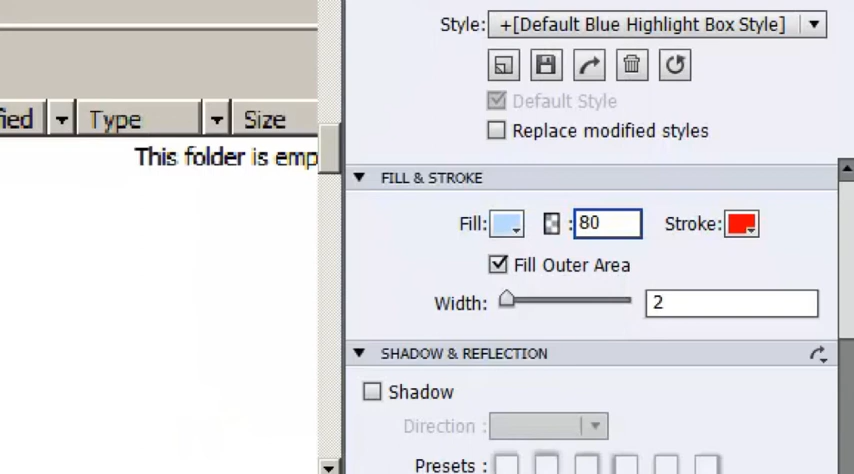 Style: +[Default Blue Highlight Box Style]
Default Style
Replace modified styles
fied Type Size
This folder is emp
FILL & STROKE
Fill: : 80 Stroke:
Fill Outer Area
Width: 2
SHADOW & REFLECTION
Shadow
Direction:
Presets :